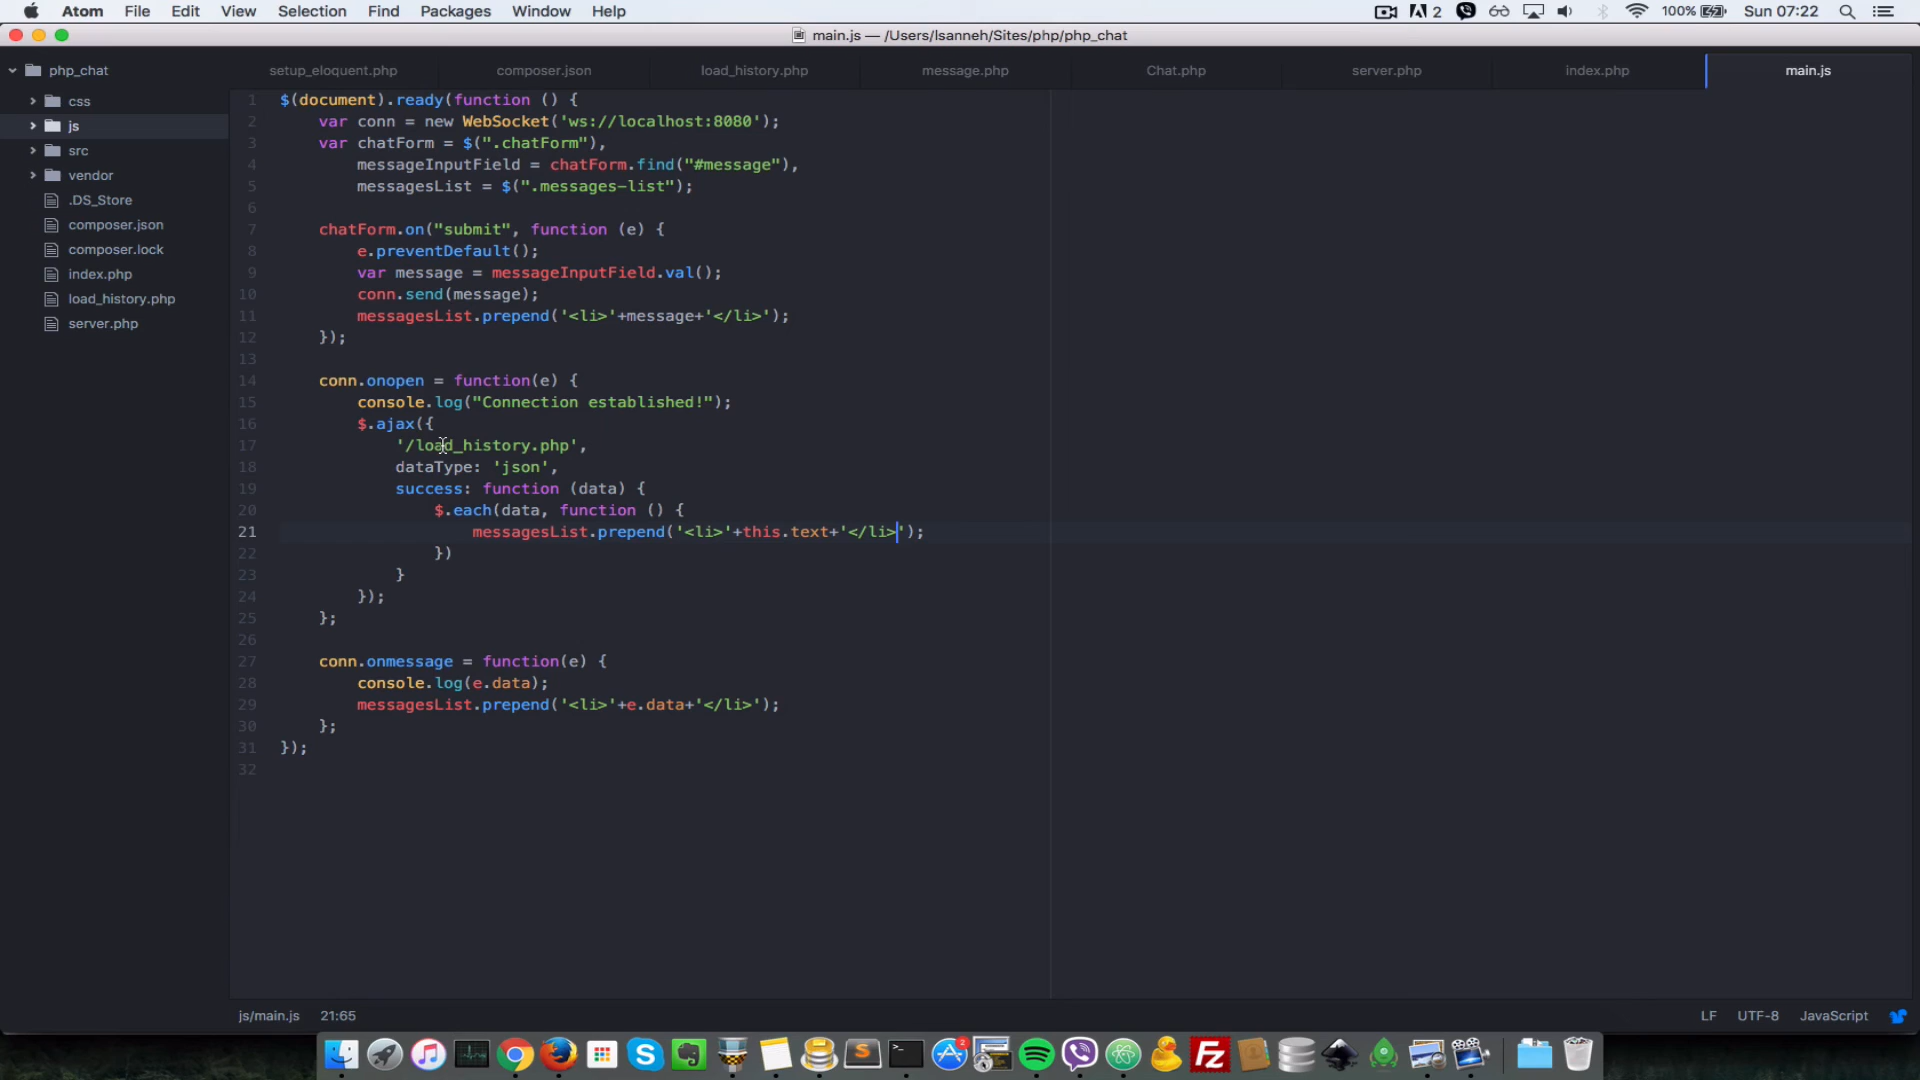 Atom File Edit View Selection Find Packages Window Help 2 100% Sun 07:22
main.js — /Users/lsanneh/Sites/php/php_chat
php_chat
css
js
src
vendor
.DS_Store
composer.json
composer.lock
index.php
load_history.php
server.php
setup_eloquent.php composer.json load_history.php message.php Chat.php server.php index.php main.js
1 $(document).ready(function () {
2 var conn = new WebSocket('ws://localhost:8080');
3 var chatForm = $(".chatForm"),
4 messageInputField = chatForm.find("#message"),
5 messagesList = $(".messages-list");
6
7 chatForm.on("submit", function (e) {
8 e.preventDefault();
9 var message = messageInputField.val();
10 conn.send(message);
11 messagesList.prepend('<li>'+message+'</li>');
12 });
13
14 conn.onopen = function(e) {
15 console.log("Connection established!");
16 $.ajax({
17 '/load_history.php',
18 dataType: 'json',
19 success: function (data) {
20 $.each(data, function () {
21 messagesList.prepend('<li>'+this.text+'</li>');
22 })
23 }
24 });
25 };
26
27 conn.onmessage = function(e) {
28 console.log(e.data);
29 messagesList.prepend('<li>'+e.data+'</li>');
30 };
31 });
32
js/main.js 21:65 LF UTF-8 JavaScript